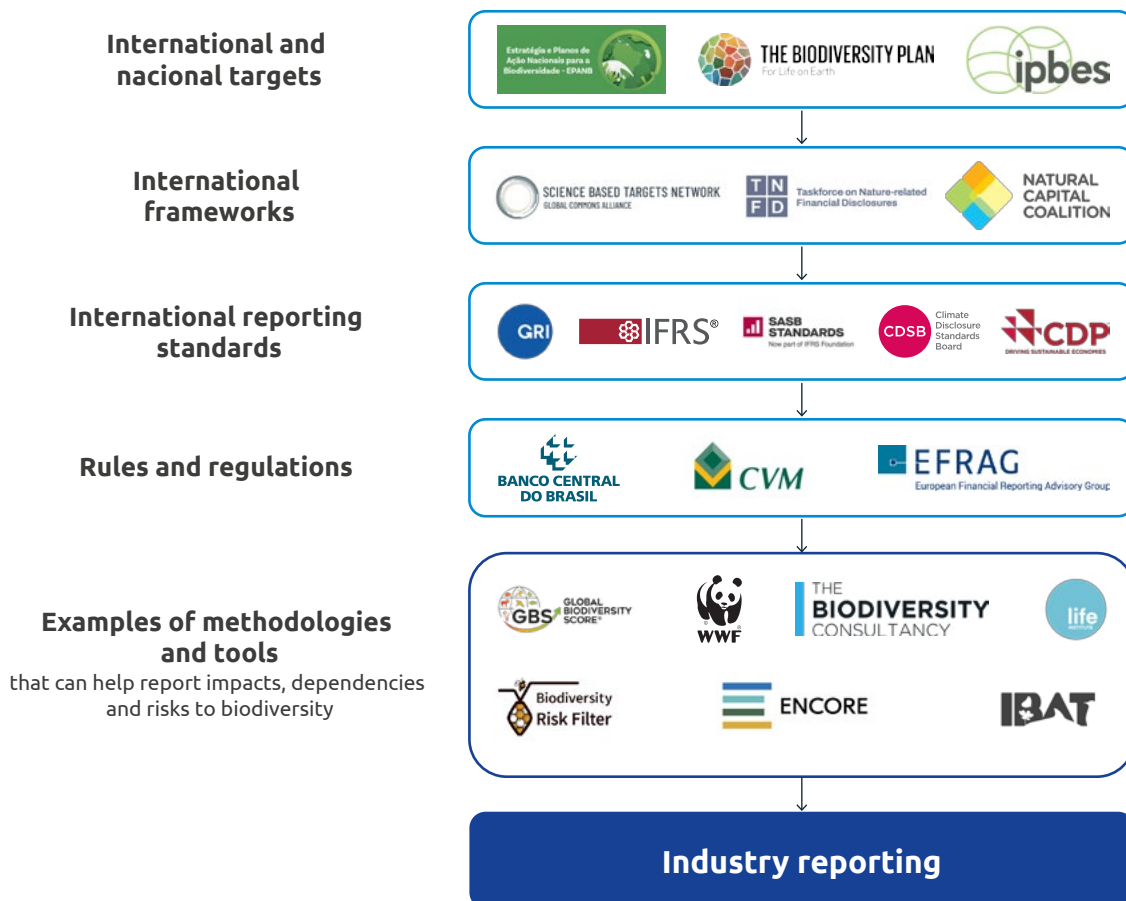 International and
nacional targets
Estratégia e Planos de
Ação Nacionais para a
Biodiversidade - EPANB
THE BIODIVERSITY PLAN
For Life on Earth
ipbes
International
frameworks
SCIENCE BASED TARGETS NETWORK
GLOBAL COMMONS ALLIANCE
TN
FD
Taskforce on Nature-related
Financial Disclosures
NATURAL
CAPITAL
COALITION
International reporting
standards
GRI
IFRS®
SASB
STANDARDS
Now part of IFRS Foundation
CDSB
Climate
Disclosure
Standards
Board
CDP
DRIVING SUSTAINABLE ECONOMIES
Rules and regulations
BANCO CENTRAL
DO BRASIL
CVM
EFRAG
European Financial Reporting Advisory Group
Examples of methodologies
and tools
that can help report impacts, dependencies
and risks to biodiversity
GBS
GLOBAL
BIODIVERSITY
SCORE®
WWF
THE
BIODIVERSITY
CONSULTANCY
life
INSTITUTE
Biodiversity
Risk Filter
ENCORE
IBAT
Industry reporting